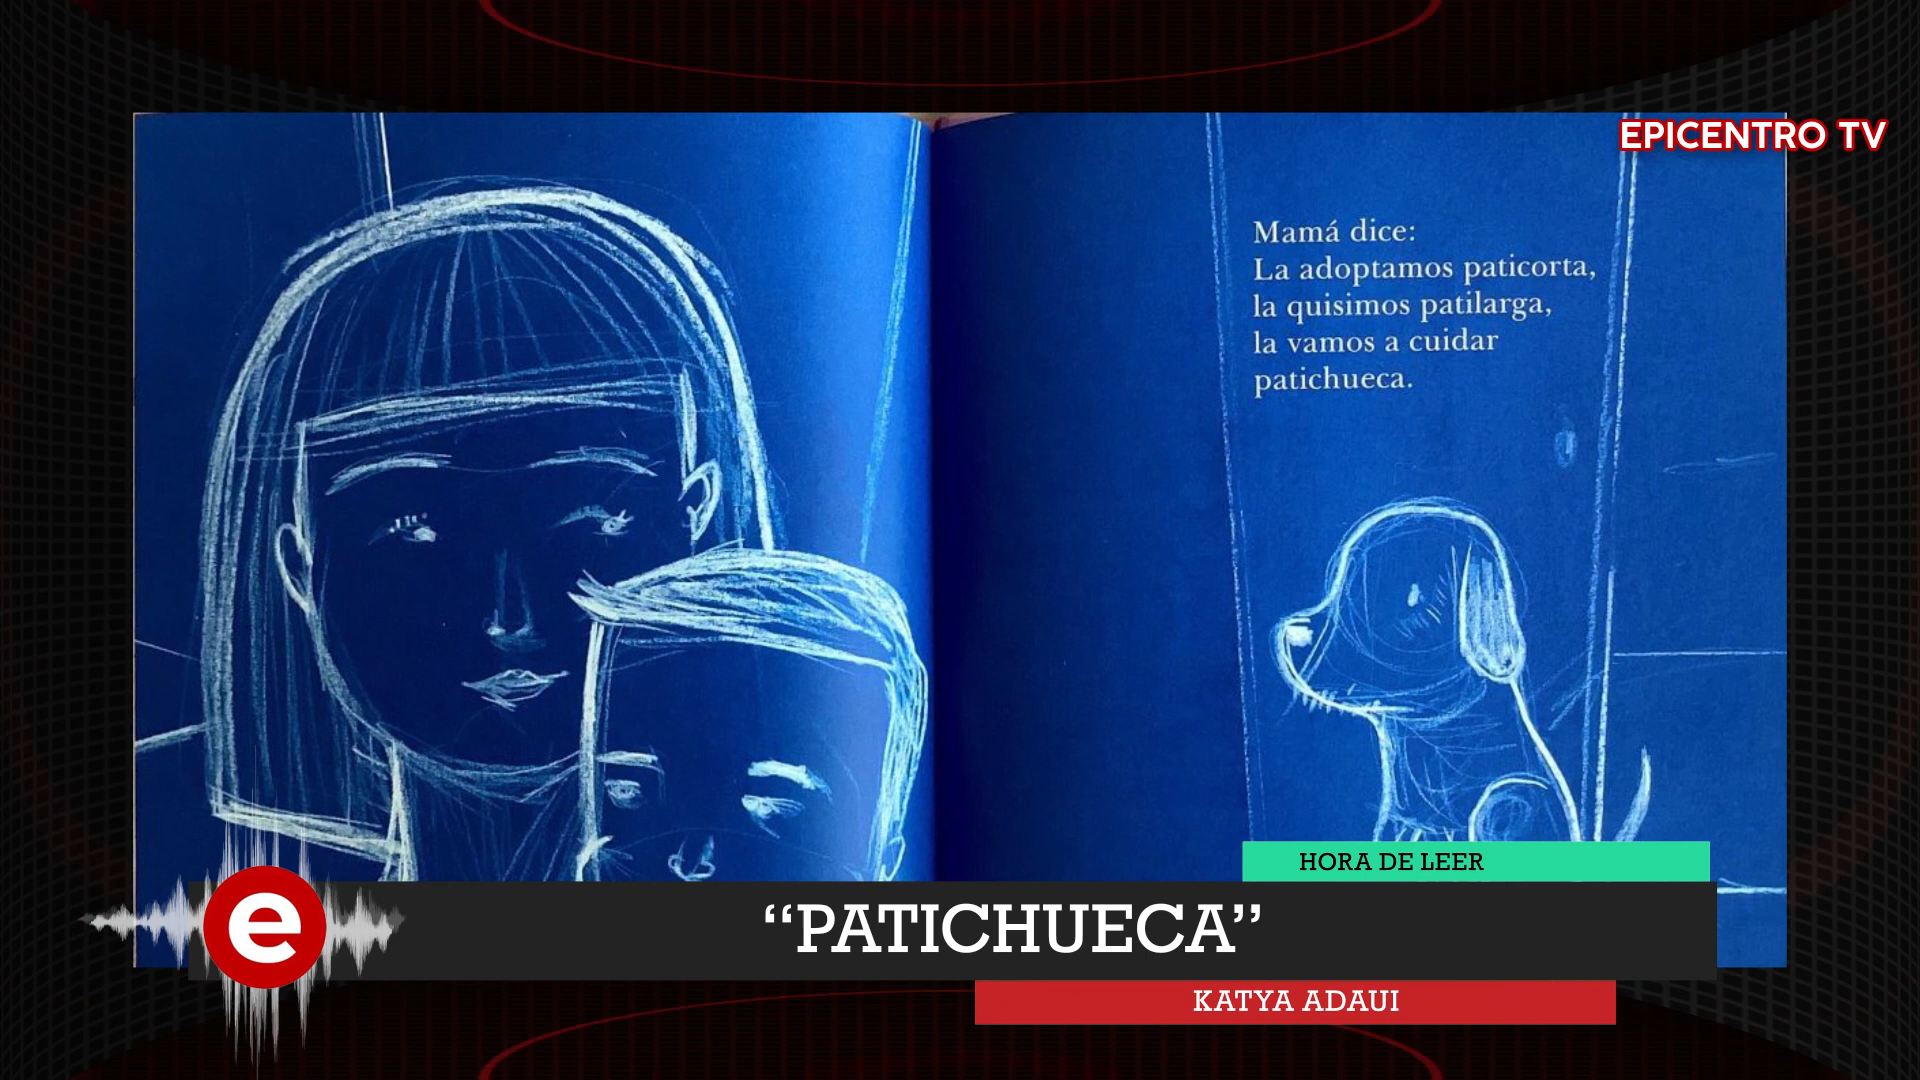 EPICENTRO TV
Mamá dice:
La adoptamos paticorta,
la quisimos patilarga,
la vamos a cuidar
patichueca.
HORA DE LEER
e
“PATICHUECA”
KATYA ADAUI